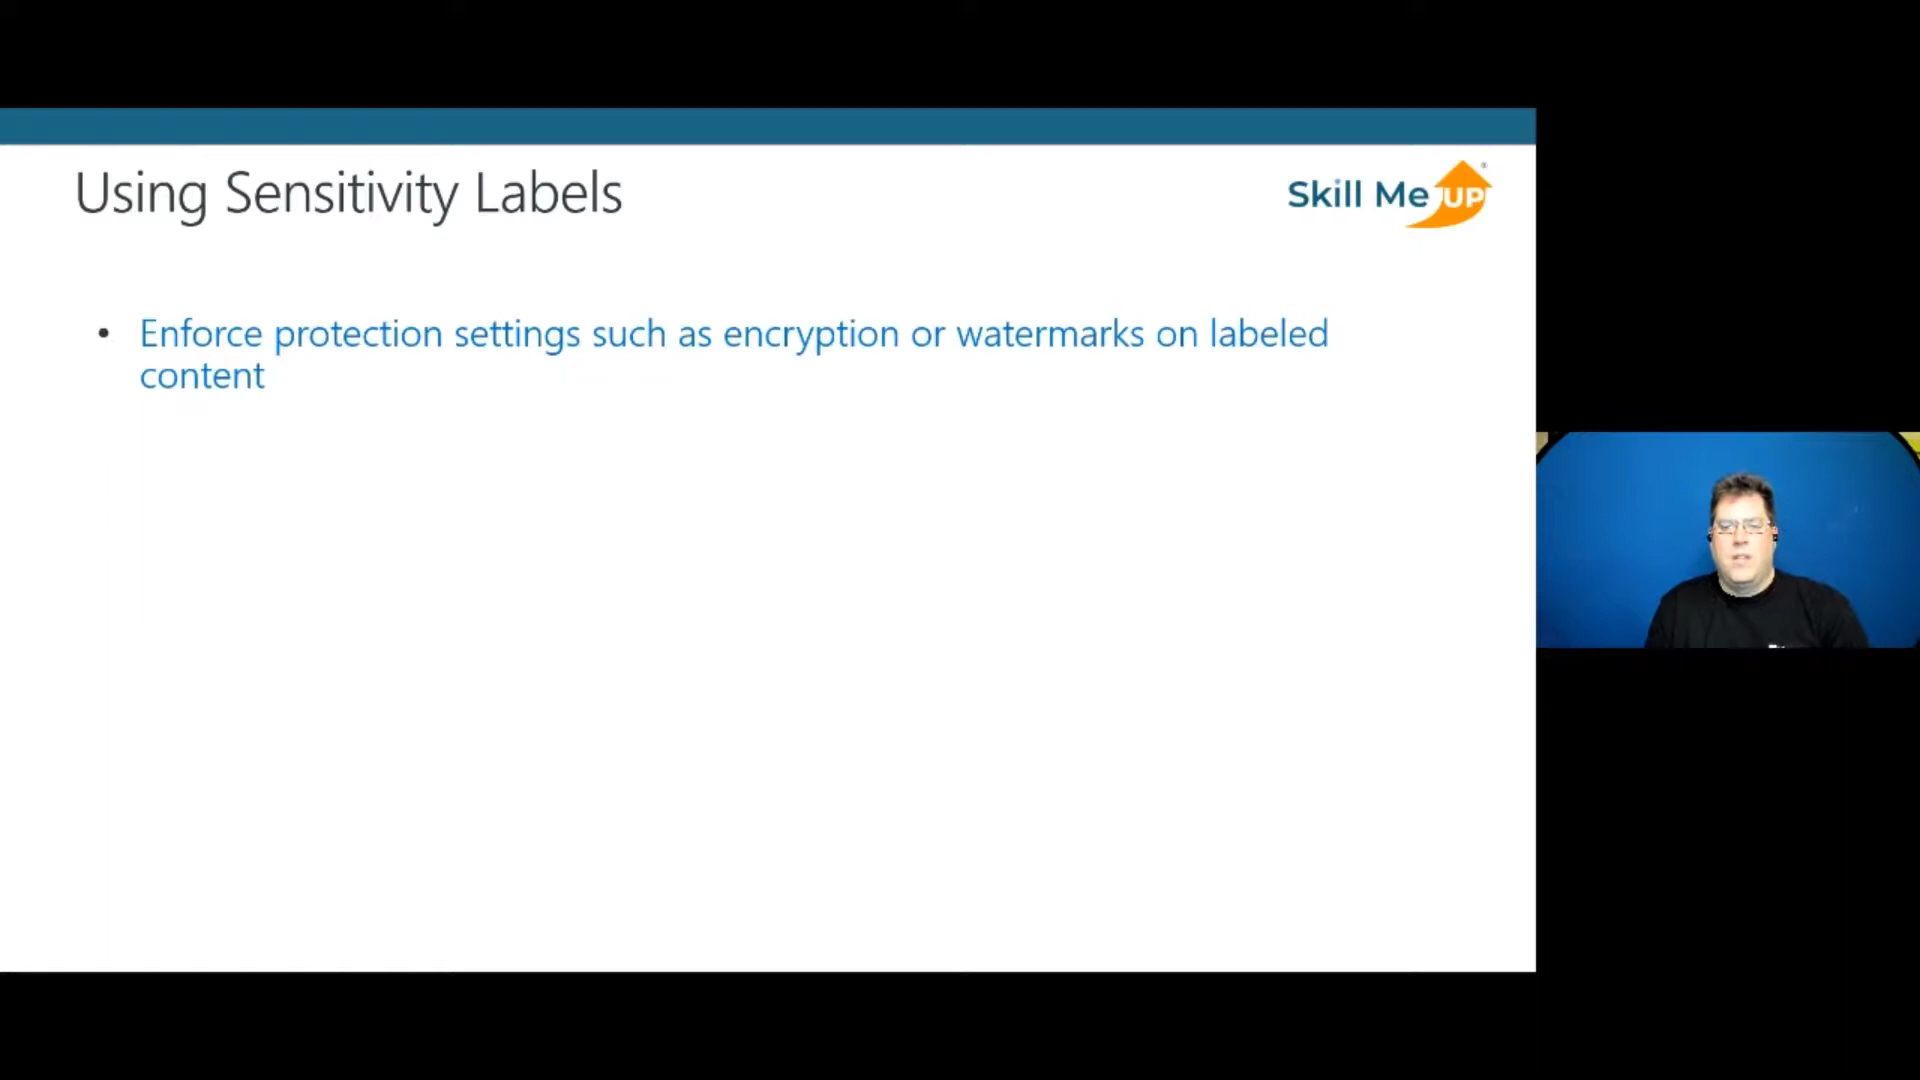 Using Sensitivity Labels
Skill Me UP®
• Enforce protection settings such as encryption or watermarks on labeled
content